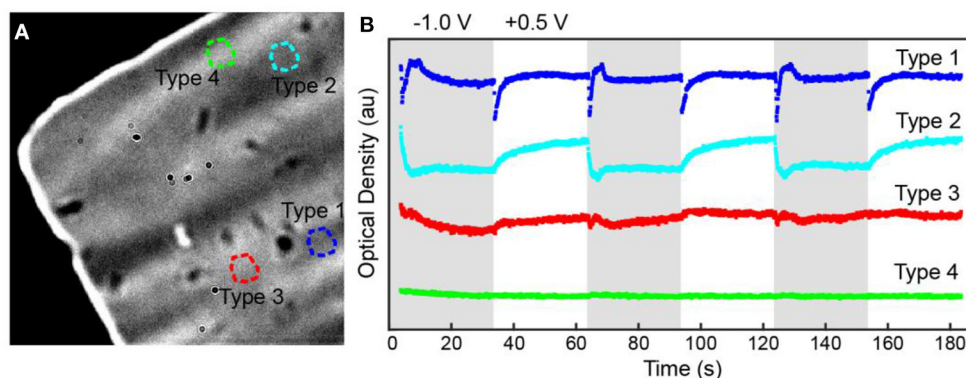 A
Type 4
Type 2
Type 1
Type 3
B
-1.0 V +0.5 V
Optical Density (au)
Type 1
Type 2
Type 3
Type 4
0 20 40 60 80 100 120 140 160 180
Time (s)